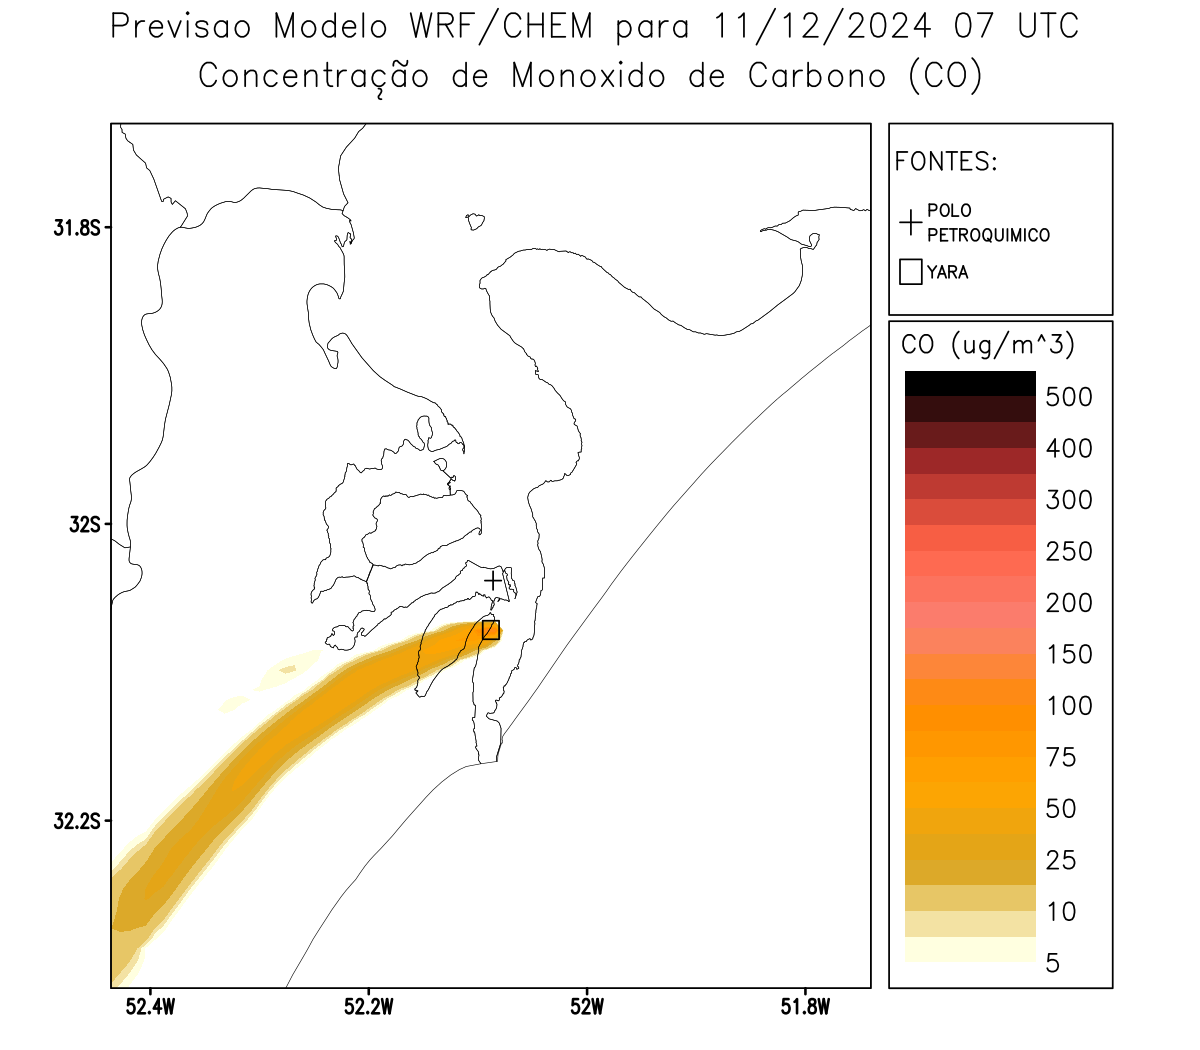 Previsao Modelo WRF/CHEM para 11/12/2024 07 UTC
Concentração de Monoxido de Carbono (CO)
FONTES:
POLO
PETROQUIMICO
YARA
CO (ug/m^3)
500
400
300
250
200
150
100
75
50
25
10
5
31.8S
32S
32.2S
52.4W
52.2W
52W
51.8W